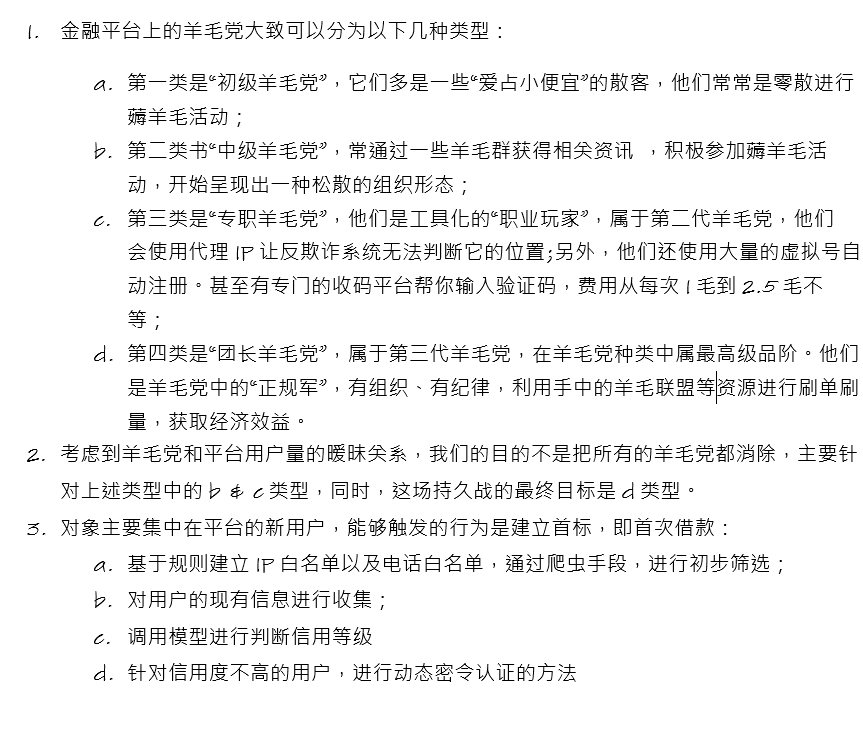 1. 金融平台上的羊毛党大致可以分为以下几种类型：
a. 第一类是“初级羊毛党”，它们多是一些“爱占小便宜”的散客，他们常常是零散进行
薅羊毛活动；
b. 第二类书“中级羊毛党”，常通过一些羊毛群获得相关资讯 ，积极参加薅羊毛活
动，开始呈现出一种松散的组织形态；
c. 第三类是“专职羊毛党”，他们是工具化的“职业玩家”，属于第二代羊毛党，他们
会使用代理 IP 让反欺诈系统无法判断它的位置;另外，他们还使用大量的虚拟号自
动注册。甚至有专门的收码平台帮你输入验证码，费用从每次 1 毛到 2.5 毛不
等；
d. 第四类是“团长羊毛党”，属于第三代羊毛党，在羊毛党种类中属最高级品阶。他们
是羊毛党中的“正规军”，有组织、有纪律，利用手中的羊毛联盟等资源进行刷单刷
量，获取经济效益。
2. 考虑到羊毛党和平台用户量的暧昧关系，我们的目的不是把所有的羊毛党都消除，主要针
对上述类型中的 b & c 类型，同时，这场持久战的最终目标是 d 类型。
3. 对象主要集中在平台的新用户，能够触发的行为是建立首标，即首次借款：
a. 基于规则建立 IP 白名单以及电话白名单，通过爬虫手段，进行初步筛选；
b. 对用户的现有信息进行收集；
c. 调用模型进行判断信用等级
d. 针对信用度不高的用户，进行动态密令认证的方法